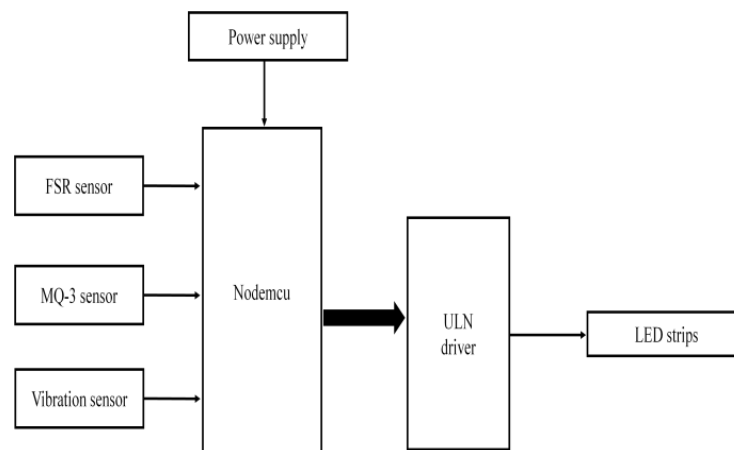 Power supply
FSR sensor
MQ-3 sensor
Nodemcu
Vibration sensor
ULN
driver
LED strips